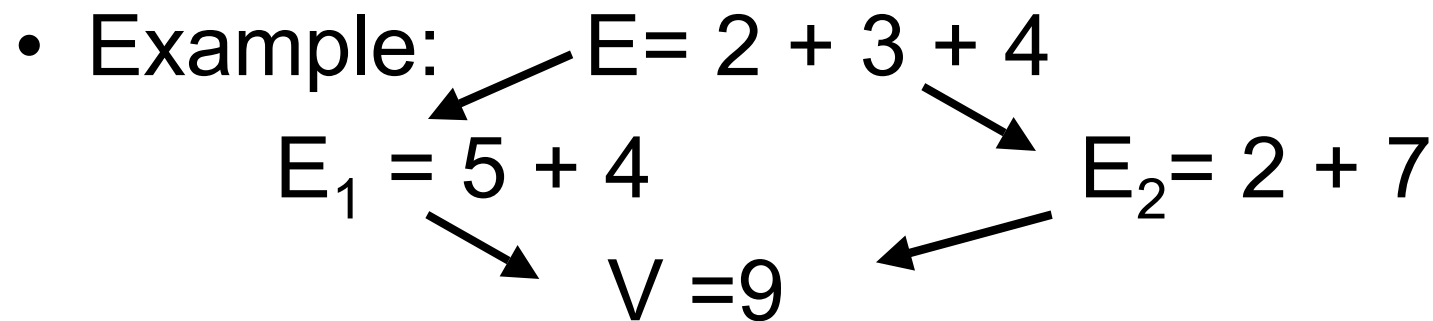 • Example: E= 2 + 3 + 4
E₁ = 5 + 4 E₂= 2 + 7
V =9